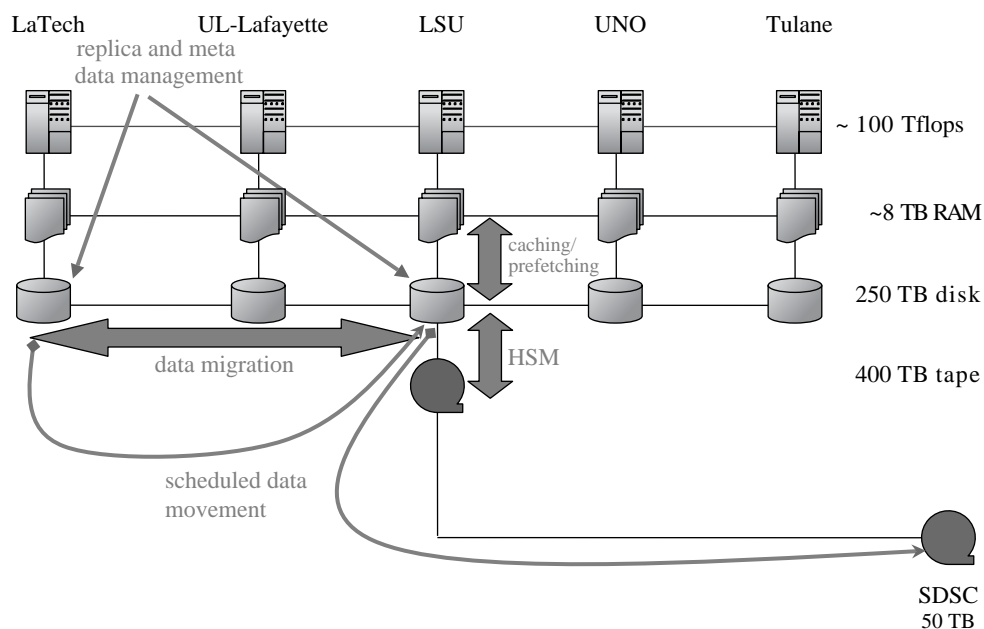 LaTech
UL-Lafayette
LSU
UNO
Tulane
replica and meta
data management
~ 100 Tflops
~8 TB RAM
caching/
prefetching
250 TB disk
data migration
HSM
400 TB tape
scheduled data
movement
SDSC
50 TB